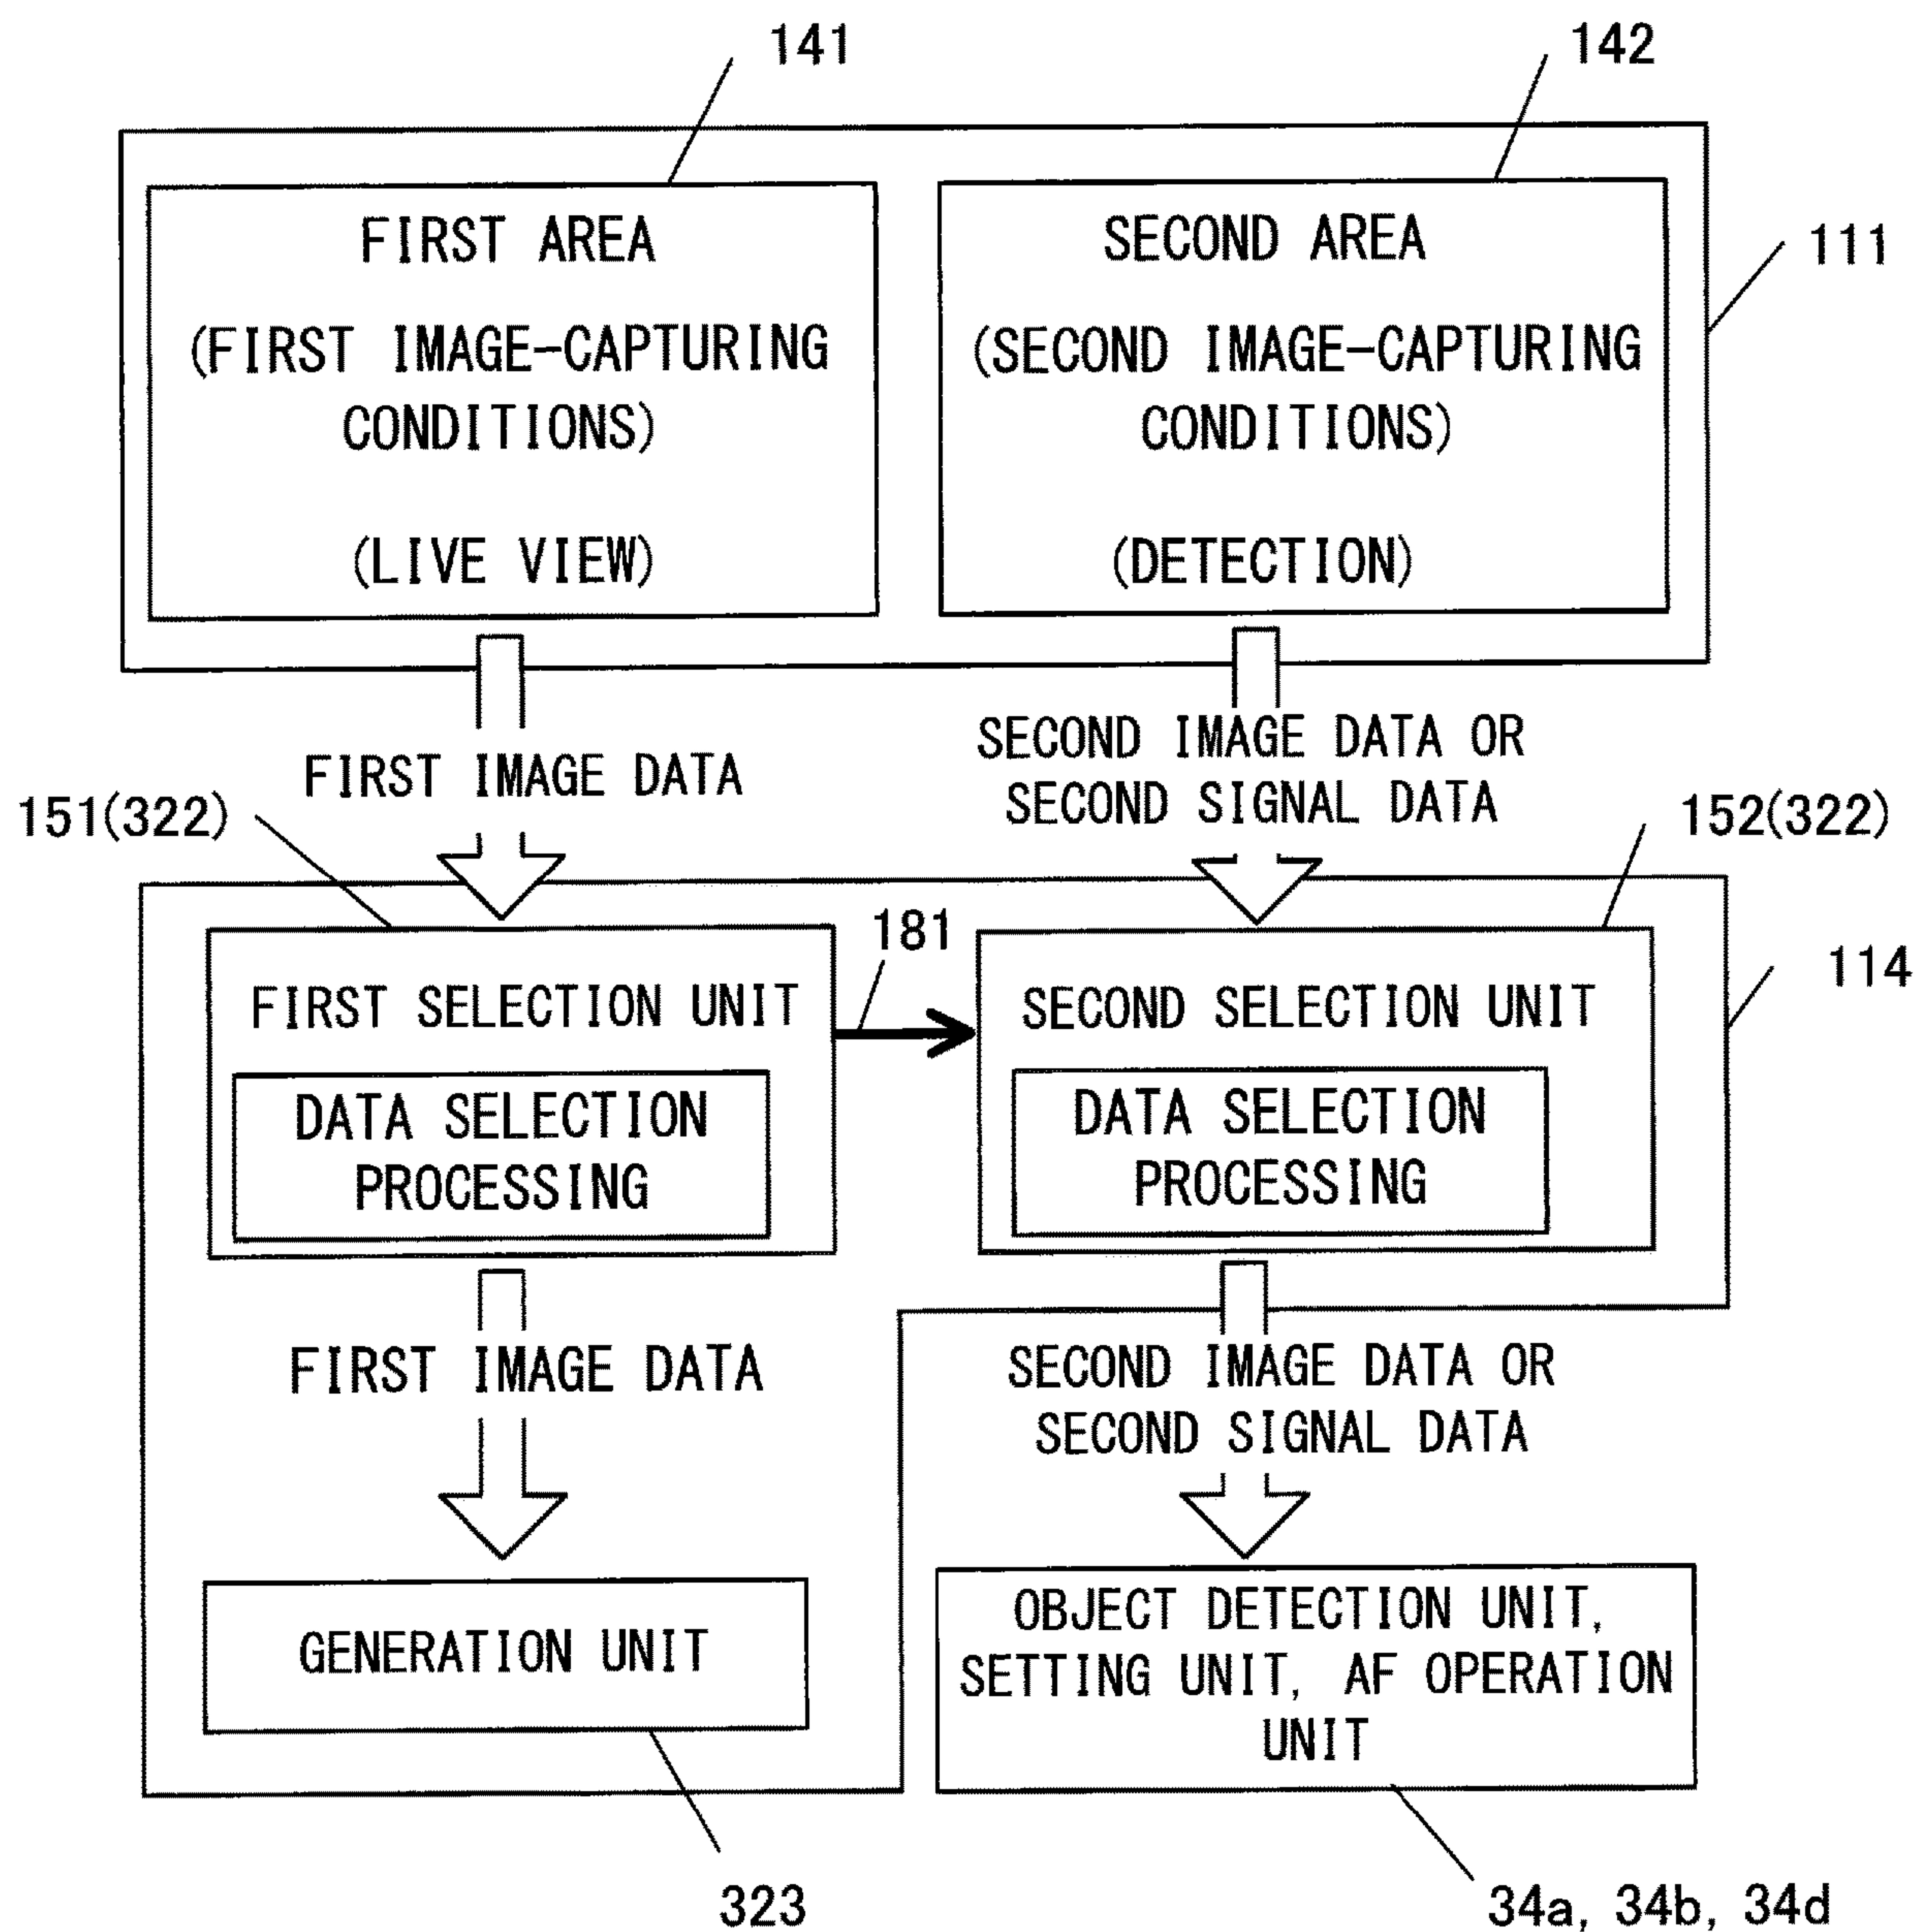 141
142
FIRST AREA
(FIRST IMAGE-CAPTURING
CONDITIONS)
(LIVE VIEW)
SECOND AREA
(SECOND IMAGE-CAPTURING
CONDITIONS)
(DETECTION)
111
FIRST IMAGE DATA
SECOND IMAGE DATA OR
SECOND SIGNAL DATA
151(322)
152(322)
181
114
FIRST SELECTION UNIT
DATA SELECTION
PROCESSING
SECOND SELECTION UNIT
DATA SELECTION
PROCESSING
FIRST IMAGE DATA
SECOND IMAGE DATA OR
SECOND SIGNAL DATA
GENERATION UNIT
OBJECT DETECTION UNIT,
SETTING UNIT, AF OPERATION
UNIT
323
34a, 34b, 34d